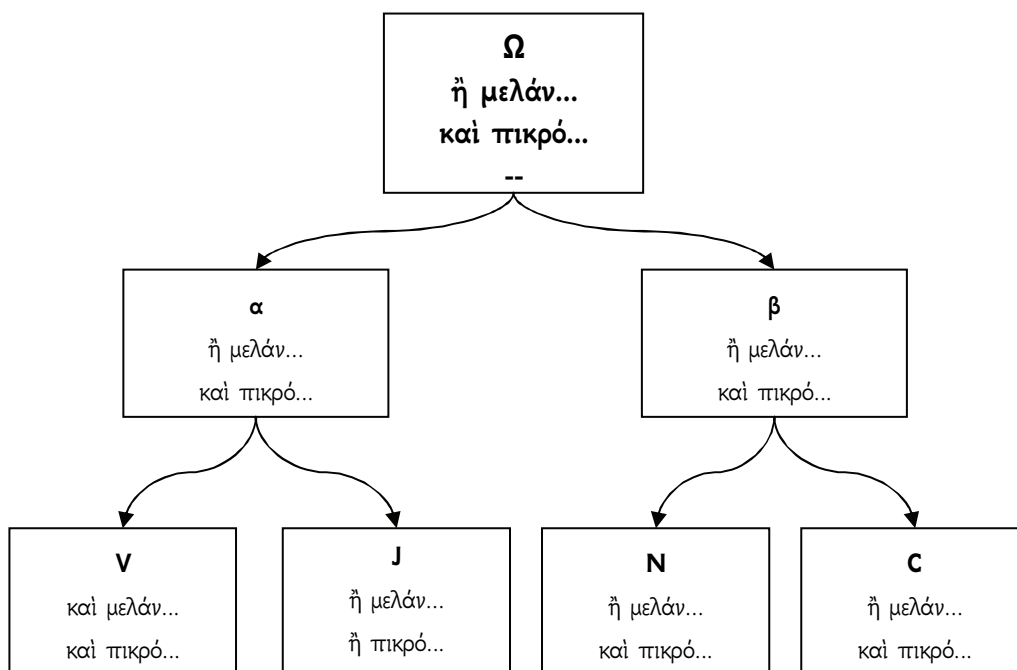 Ω
ἢ μελάν...
καὶ πικρό...
--
α
ἢ μελάν...
καὶ πικρό...
β
ἢ μελάν...
καὶ πικρό...
V
καὶ μελάν...
καὶ πικρό...
J
ἢ μελάν...
ἢ πικρό...
N
ἢ μελάν...
καὶ πικρό...
C
ἢ μελάν...
καὶ πικρό...